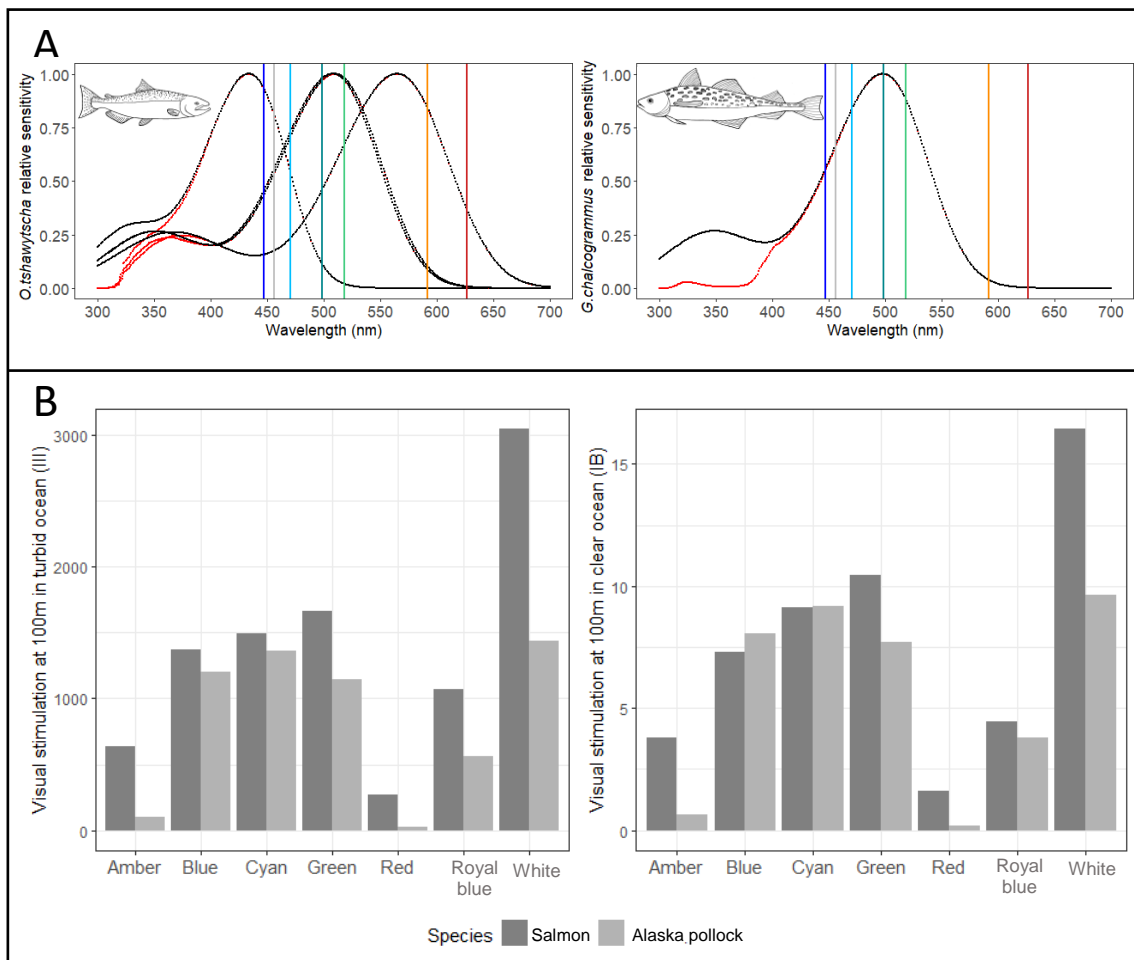 A
O.tshawytscha relative sensitivity
1.00
0.75
0.50
0.25
0.00
300 350 400 450 500 550 600 650 700
Wavelength (nm)
G.chalcogrammus relative sensitivity
1.00
0.75
0.50
0.25
0.00
300 350 400 450 500 550 600 650 700
Wavelength (nm)
B
Visual stimulation at 100m in turbid ocean (III)
3000
2000
1000
0
Amber Blue Cyan Green Red Royal blue White
Visual stimulation at 100m in clear ocean (IB)
15
10
5
0
Amber Blue Cyan Green Red Royal blue White
Species Salmon Alaska pollock